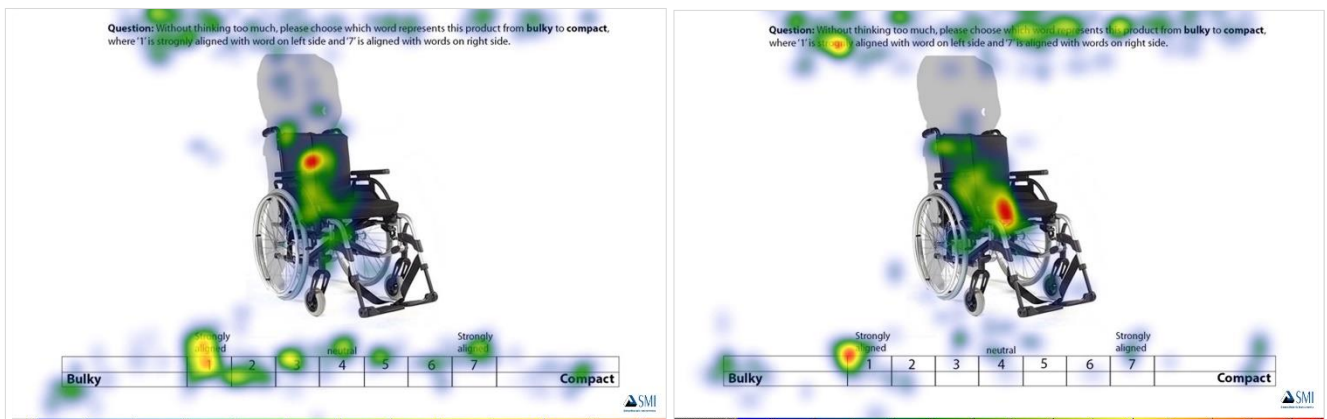 Question: Without thinking too much, please choose which word represents this product from bulky to compact,
where '1' is strognly aligned with word on left side and '7' is aligned with words on right side.
Strongly
aligned
neutral
Strongly
aligned
1 2 3 4 5 6 7
Bulky Compact
SMI
Question: Without thinking too much, please choose which word represents this product from bulky to compact,
where '1' is strognly aligned with word on left side and '7' is aligned with words on right side.
Strongly
aligned
neutral
Strongly
aligned
1 2 3 4 5 6 7
Bulky Compact
SMI